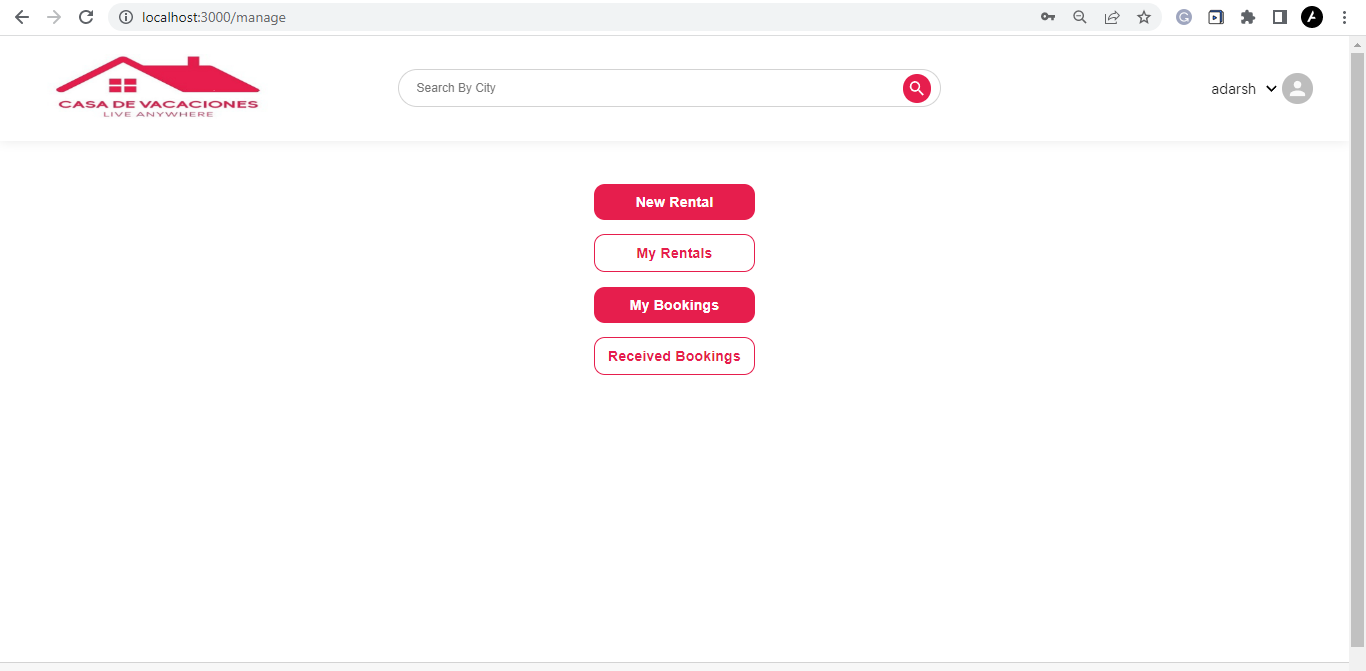 localhost:3000/manage
CASA DE VACACIONES
LIVE ANYWHERE
Search By City
adarsh
New Rental
My Rentals
My Bookings
Received Bookings